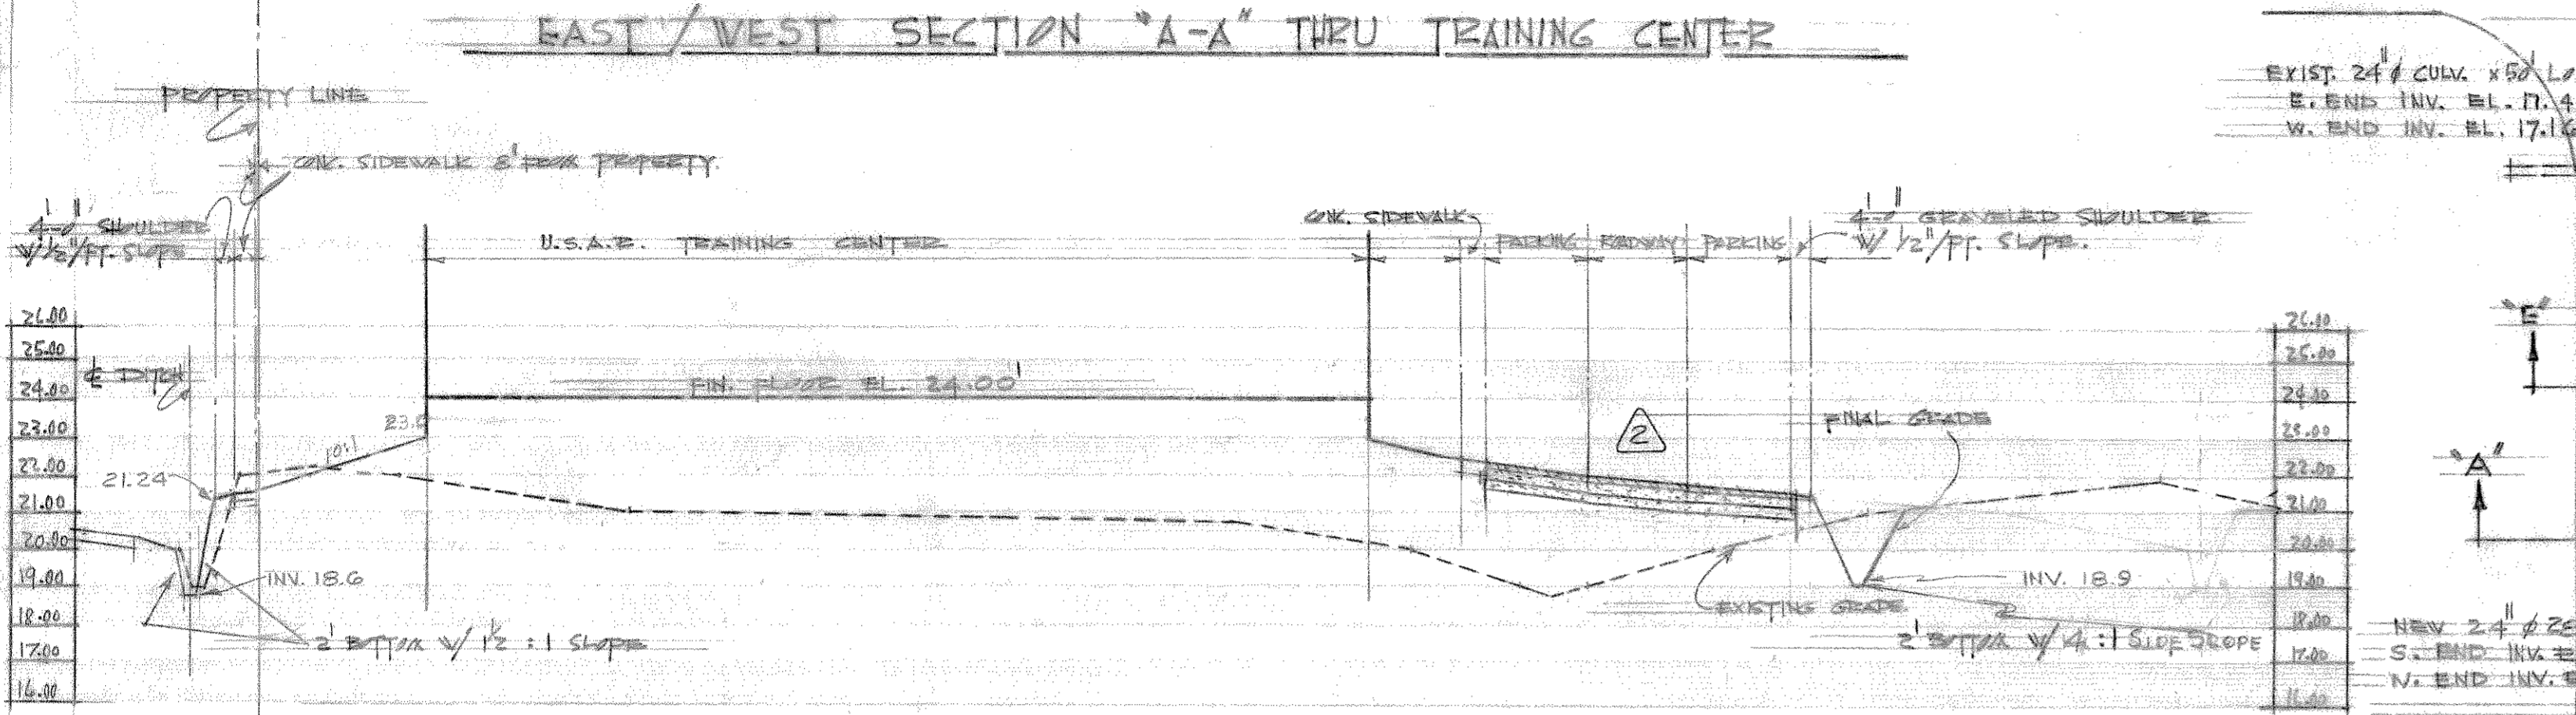 EAST / WEST SECTION "A-A" THRU TRAINING CENTER
PROPERTY LINE
CONC. SIDEWALK 8' FROM PROPERTY.
4'-0" SHOULDER
W/ 1/2"/FT. SLOPE
U.S.A.R. TRAINING CENTER
CONC. SIDEWALK
PARKING ROADWAY PARKING
4'-0" GRAVELED SHOULDER
W/ 1/2"/FT. SLOPE.
EXIST. 24"ø CULV. x 50' LO
E. END INV. EL. 17.4
W. END INV. EL. 17.16
26.00
25.00
24.00
23.00
22.00
21.00
20.00
19.00
18.00
17.00
16.00
℄ DITCH
21.24
10:1
23.0
FIN. FLOOR EL. 24.00'
2
FINAL GRADE
INV. 18.6
2' BOTTOM W/ 1½ : 1 SLOPE
EXISTING GRADE
INV. 18.9
2' BOTTOM W/ 4 : 1 SIDE SLOPE
26.00
25.00
24.00
23.00
22.00
21.00
20.00
19.00
18.00
17.00
16.00
"E"
"A"
NEW 24"ø
S. END INV. E
N. END INV. E